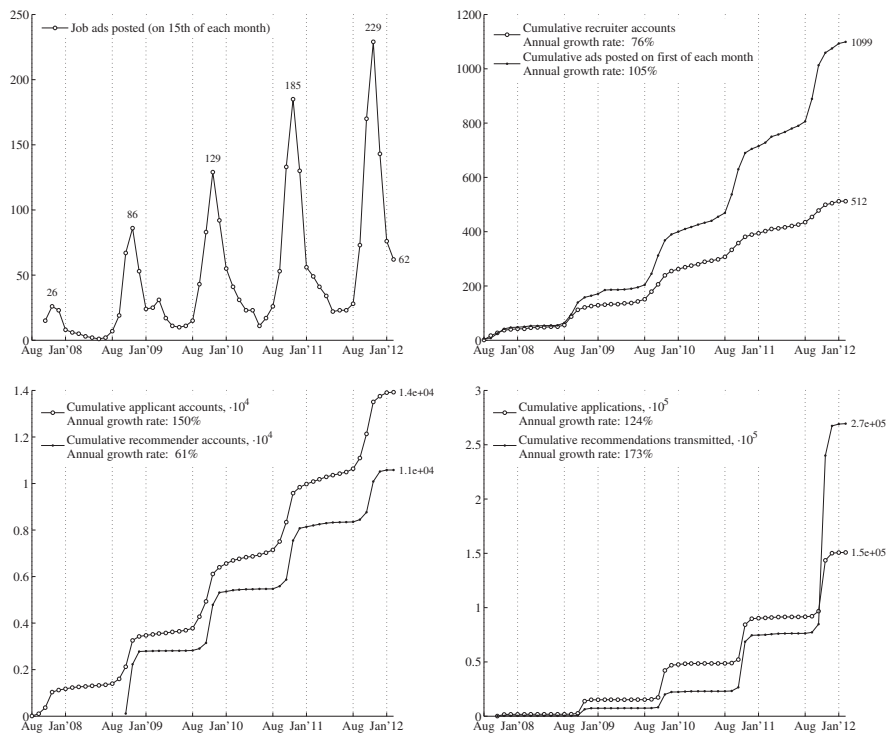 250
200
150
100
50
0
Job ads posted (on 15th of each month)
26
86
129
185
229
62
Aug Jan'08 Aug Jan'09 Aug Jan'10 Aug Jan'11 Aug Jan'12
1200
1000
800
600
400
200
0
Cumulative recruiter accounts
Annual growth rate: 76%
Cumulative ads posted on first of each month
Annual growth rate: 105%
1099
512
Aug Jan'08 Aug Jan'09 Aug Jan'10 Aug Jan'11 Aug Jan'12
1.4
1.2
1
0.8
0.6
0.4
0.2
0
Cumulative applicant accounts, ·10⁴
Annual growth rate: 150%
Cumulative recommender accounts, ·10⁴
Annual growth rate: 61%
1.4e+04
1.1e+04
Aug Jan'08 Aug Jan'09 Aug Jan'10 Aug Jan'11 Aug Jan'12
3
2.5
2
1.5
1
0.5
0
Cumulative applications, ·10⁵
Annual growth rate: 124%
Cumulative recommendations transmitted, ·10⁵
Annual growth rate: 173%
2.7e+05
1.5e+05
Aug Jan'08 Aug Jan'09 Aug Jan'10 Aug Jan'11 Aug Jan'12